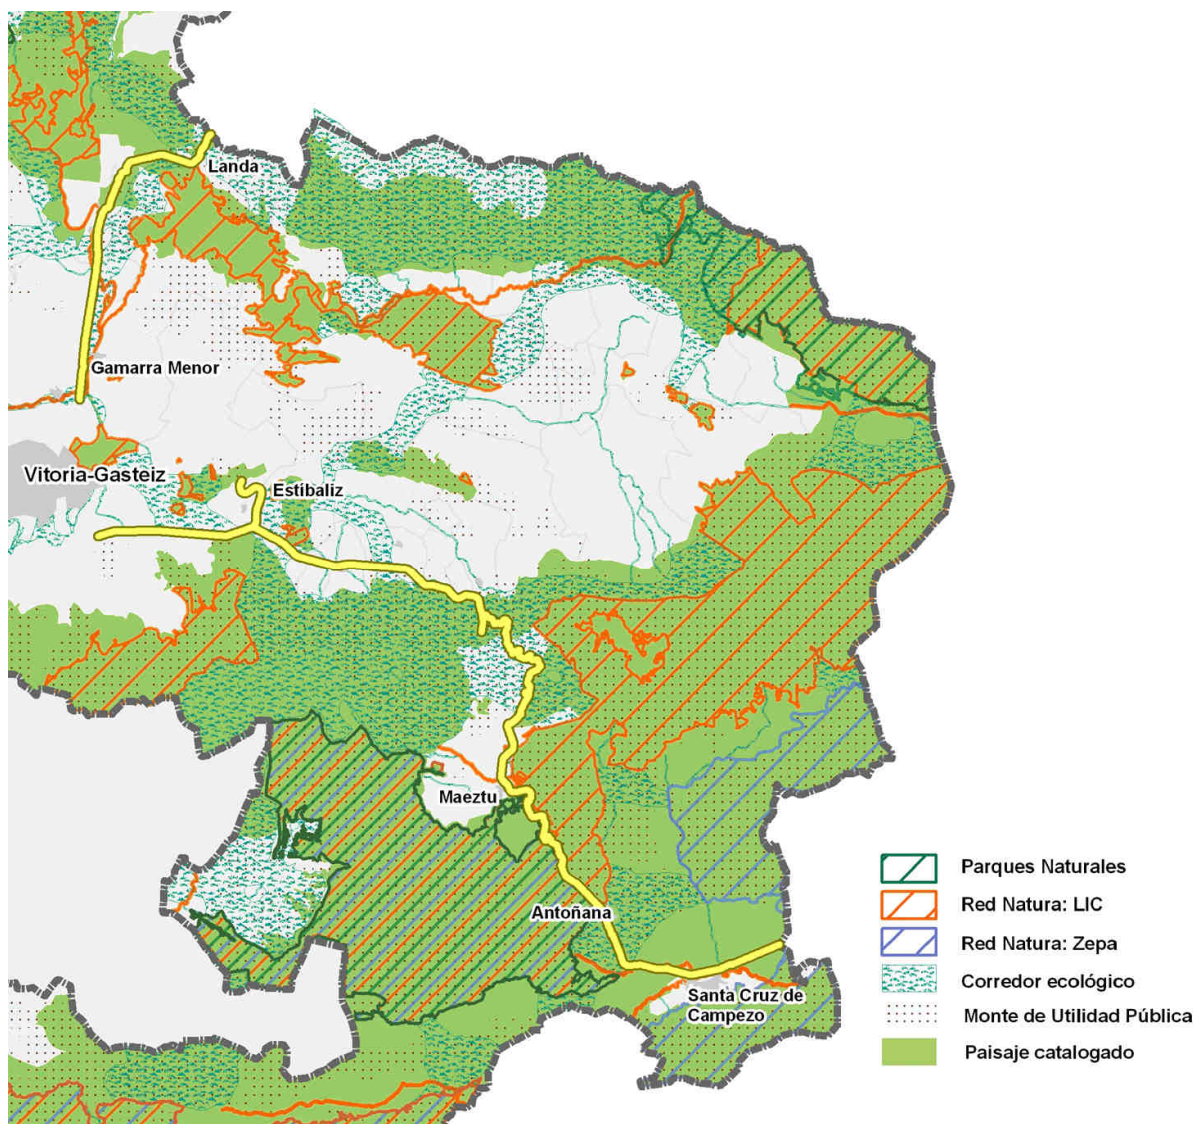 Landa
Gamarra Menor
Vitoria-Gasteiz
Estíbaliz
Maeztu
Antoñana
Santa Cruz de
Campezo
Parques Naturales
Red Natura: LIC
Red Natura: Zepa
Corredor ecológico
Monte de Utilidad Pública
Paisaje catalogado